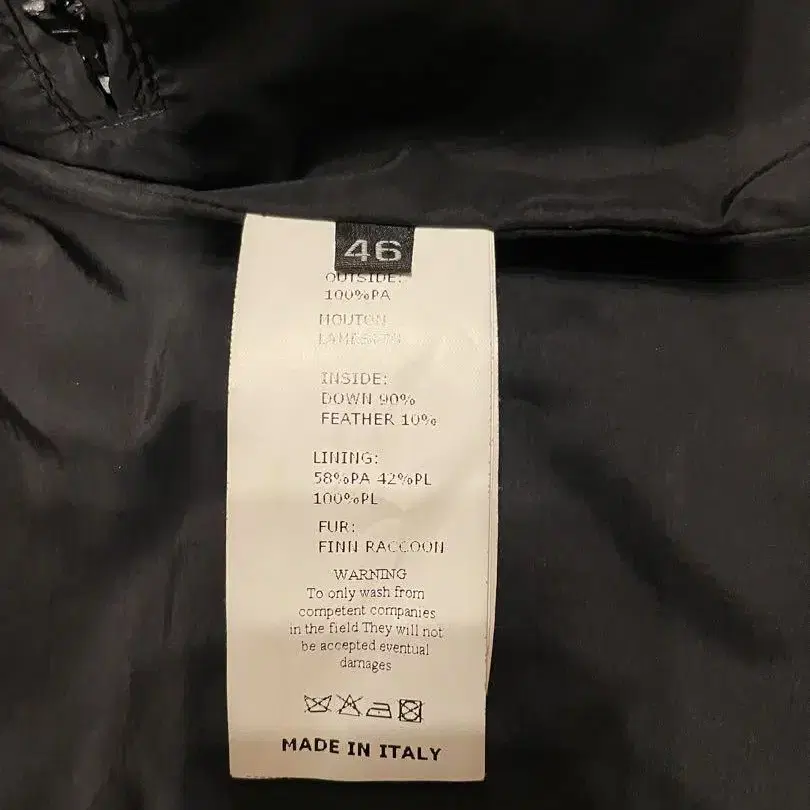 46
OUTSIDE:
100%PA
MOUTON
INSIDE:
DOWN 90%
FEATHER 10%
LINING:
58%PA 42%PL
100%PL
FUR:
FINN RACCOON
WARNING
To only wash from
competent companies
in the field They will not
be accepted eventual
damages
MADE IN ITALY